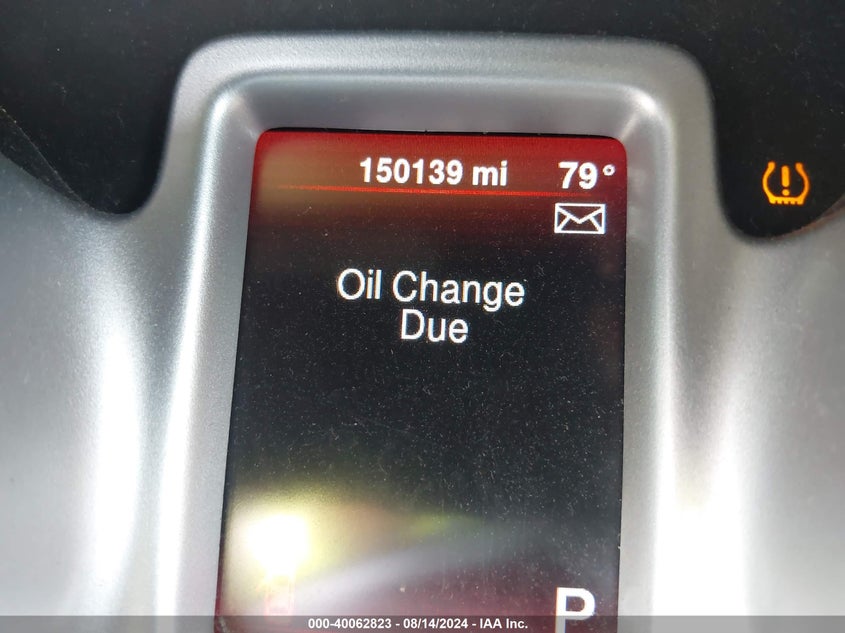 150139 mi 79°
Oil Change
Due
P
000-40062823 - 08/14/2024 - IAA Inc.